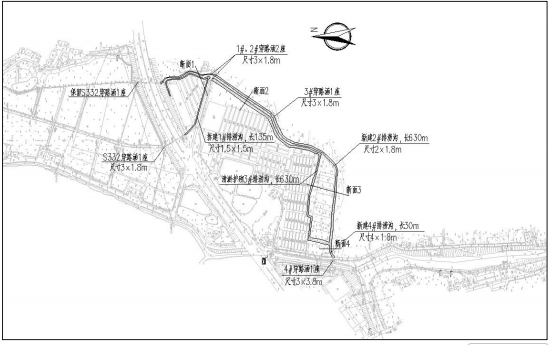 N
1#、2#穿路涵2座
尺寸3×1.8m
断面1
保留S332穿路涵1座
断面2
3#穿路涵1座
尺寸3×1.8m
新建1#排涝沟，长135m
尺寸1.5×1.5m
新建2#排涝沟，长630m
尺寸2×1.8m
S332穿路涵1座
尺寸3×1.8m
清淤护砌3#排涝沟，长630m
断面3
新建4#排涝沟，长30m
尺寸4×1.8m
断面4
4#穿路涵1座
尺寸3×3.8m